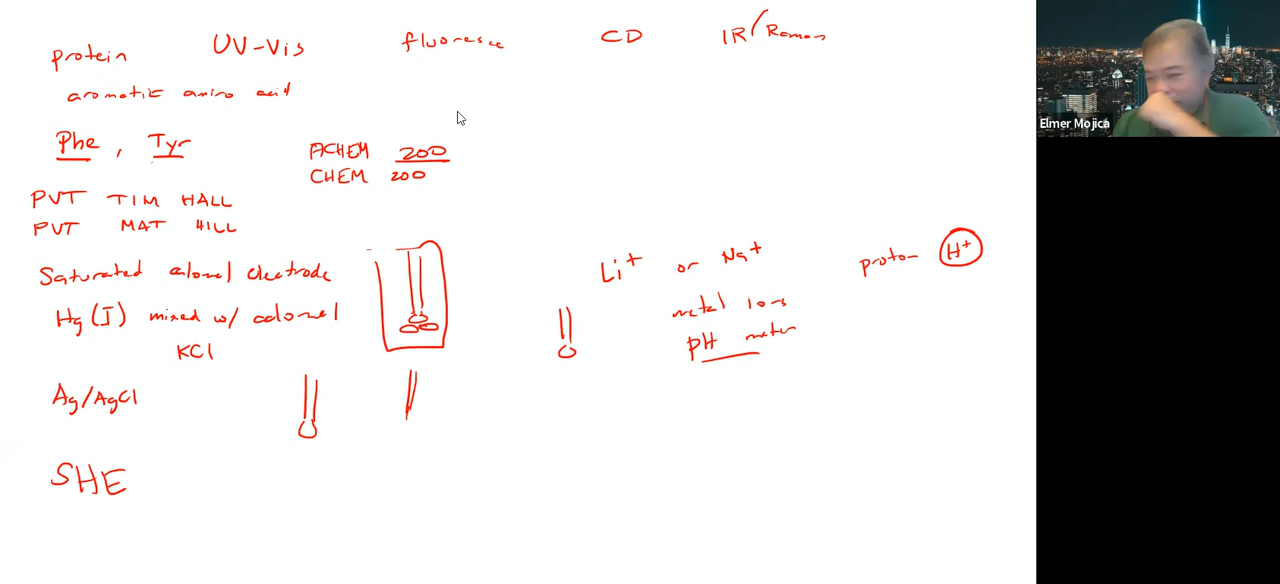 protein UV-Vis fluoresce CD IR/Raman
aromatic amino acid
Elmer Mojica
Phe, Tyr
ACHEM 200
CHEM 200
PVT TIM HALL
PVT MAT HILL
Saturated calomel electrode
Li+ or Na+
proton H+
Hg(I) mixed w/ calomel
metal ions
KCl
pH meter
Ag/AgCl
SHE